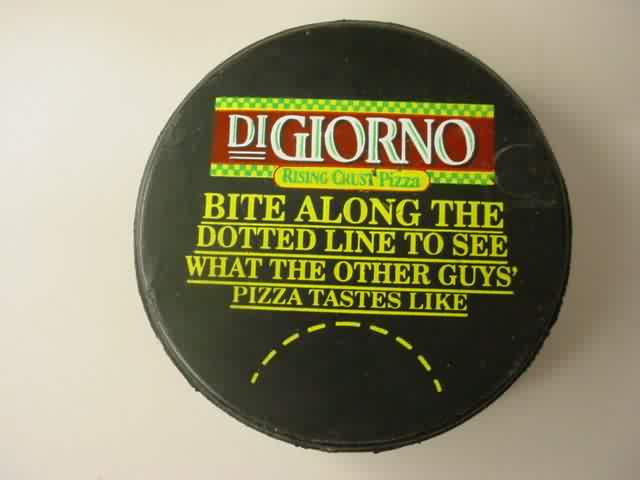 DIGIORNO
RISING CRUST PIZZA
BITE ALONG THE
DOTTED LINE TO SEE
WHAT THE OTHER GUYS'
PIZZA TASTES LIKE